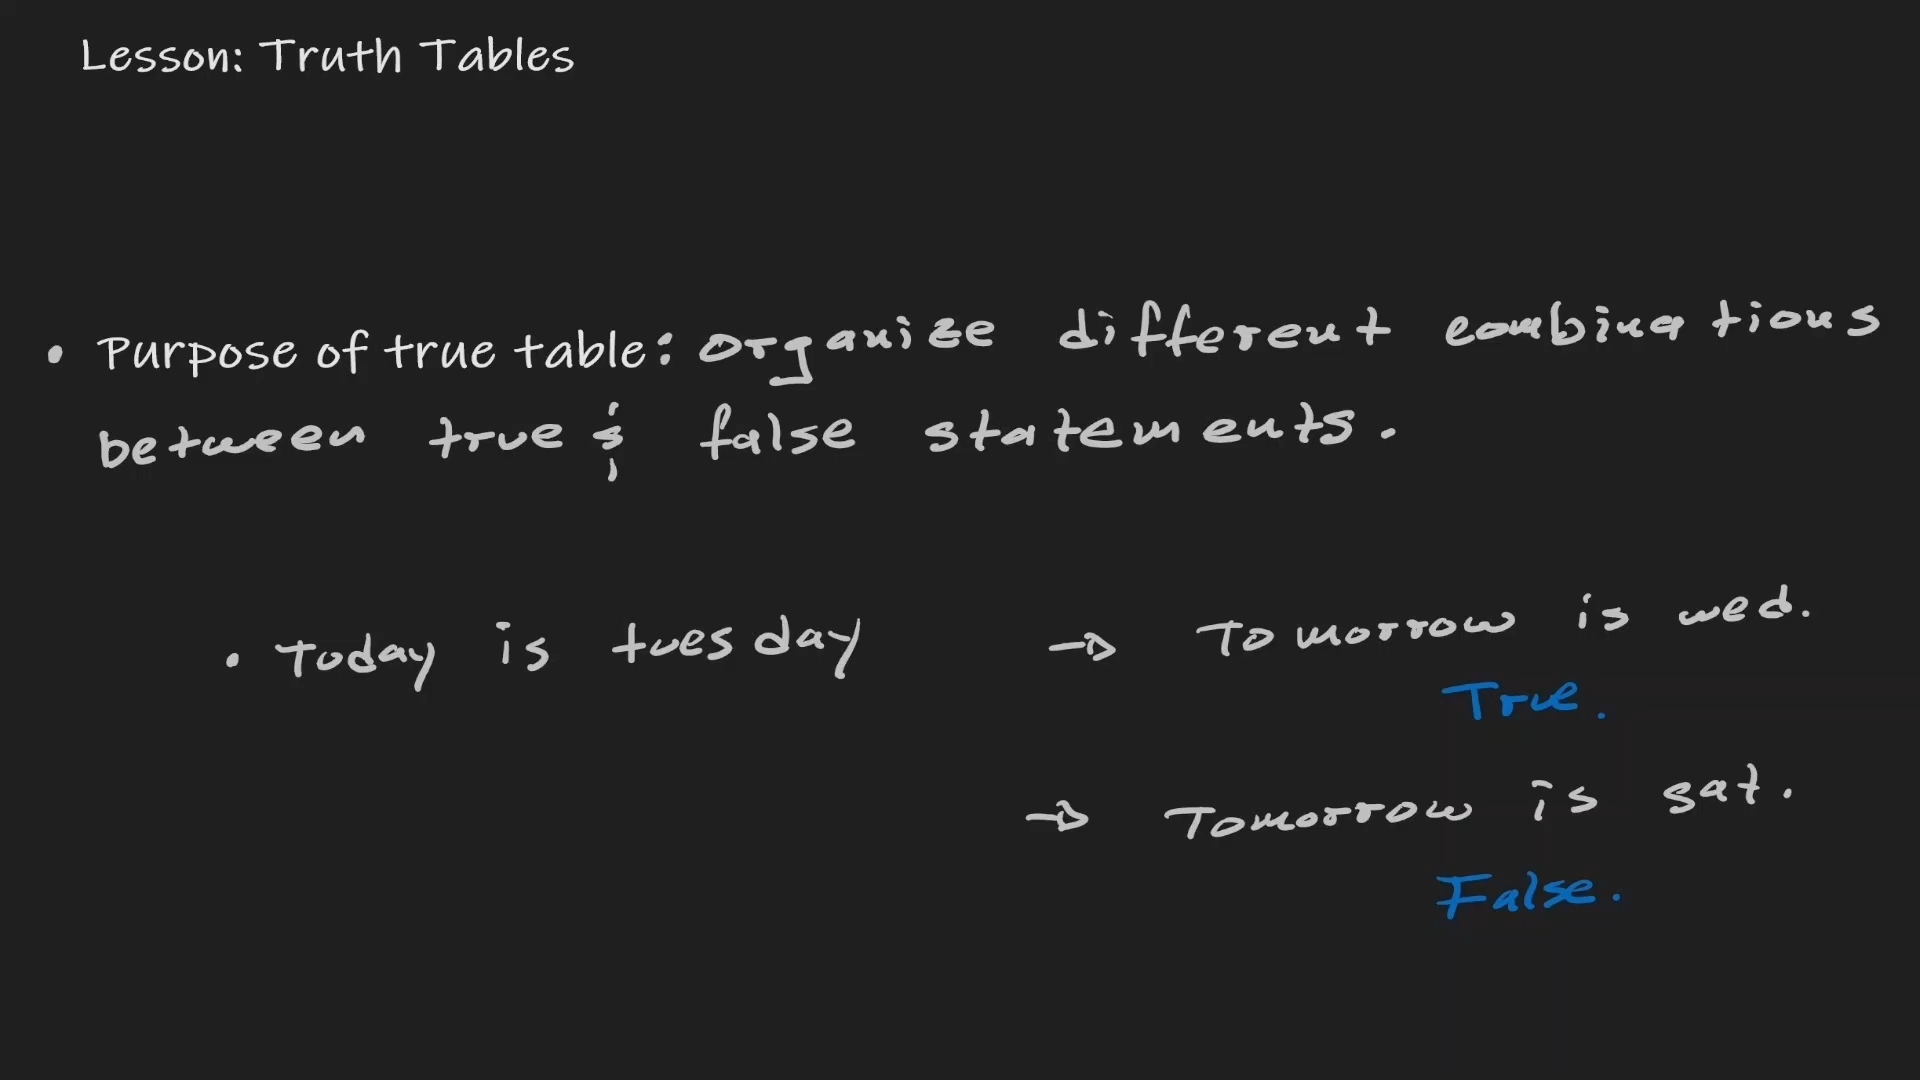 Lesson: Truth Tables
• Purpose of true table: organize different combinations
between true & false statements.
• Today is tuesday → Tomorrow is wed.
True.
→ Tomorrow is sat.
False.